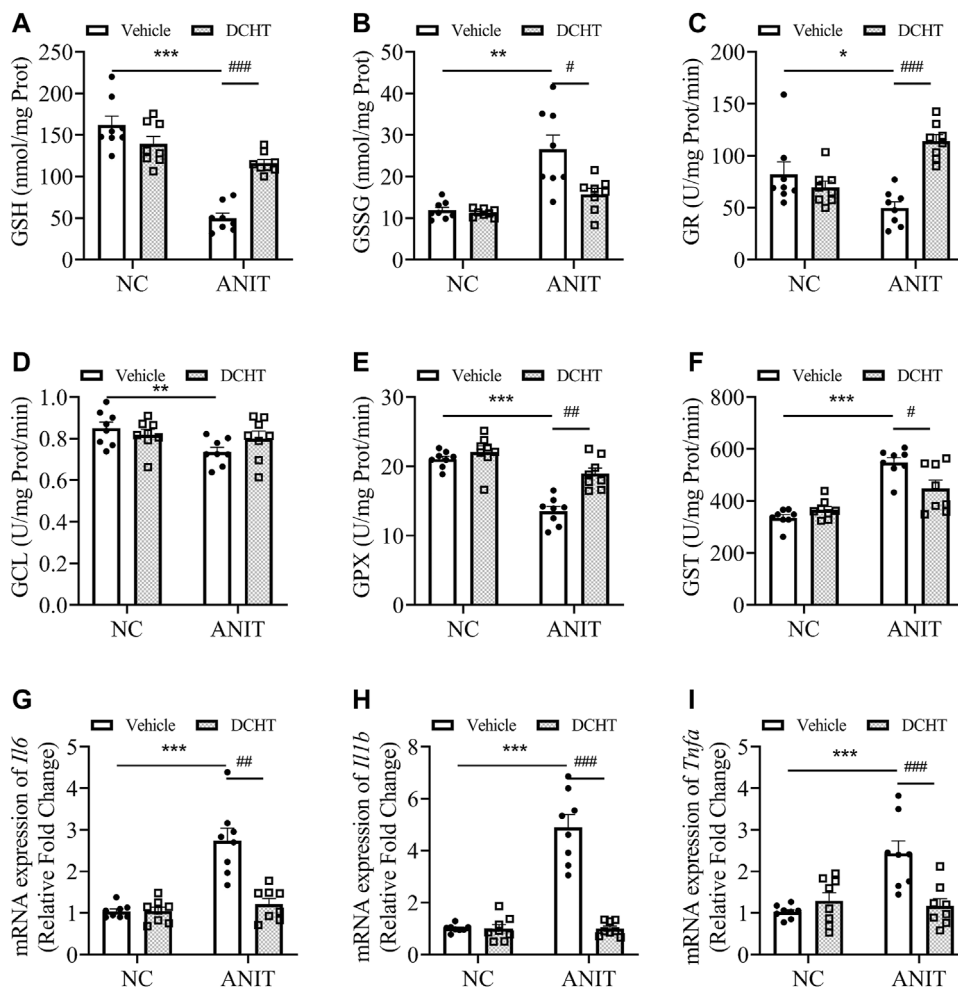 A Vehicle DCHT
GSH (nmol/mg Prot)
250
200
150
100
50
0
***
###
NC ANIT
B Vehicle DCHT
GSSG (nmol/mg Prot)
50
40
30
20
10
0
**
#
NC ANIT
C Vehicle DCHT
GR (U/mg Prot/min)
200
150
100
50
0
*
###
NC ANIT
D Vehicle DCHT
GCL (U/mg Prot/min)
1.0
0.8
0.6
0.4
0.2
0.0
**
NC ANIT
E Vehicle DCHT
GPX (U/mg Prot/min)
30
20
10
0
***
##
NC ANIT
F Vehicle DCHT
GST (U/mg Prot/min)
800
600
400
200
0
***
#
NC ANIT
G Vehicle DCHT
mRNA expression of Il6
(Relative Fold Change)
5
4
3
2
1
0
***
##
NC ANIT
H Vehicle DCHT
mRNA expression of Il1b
(Relative Fold Change)
8
6
4
2
0
***
###
NC ANIT
I Vehicle DCHT
mRNA expression of Tnfa
(Relative Fold Change)
5
4
3
2
1
0
***
###
NC ANIT